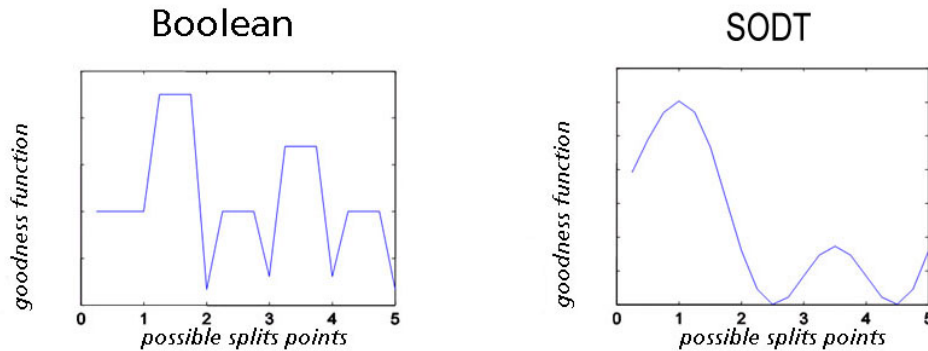 Boolean
goodness function
0 1 2 3 4 5
possible splits points
SODT
goodness function
0 1 2 3 4 5
possible splits points